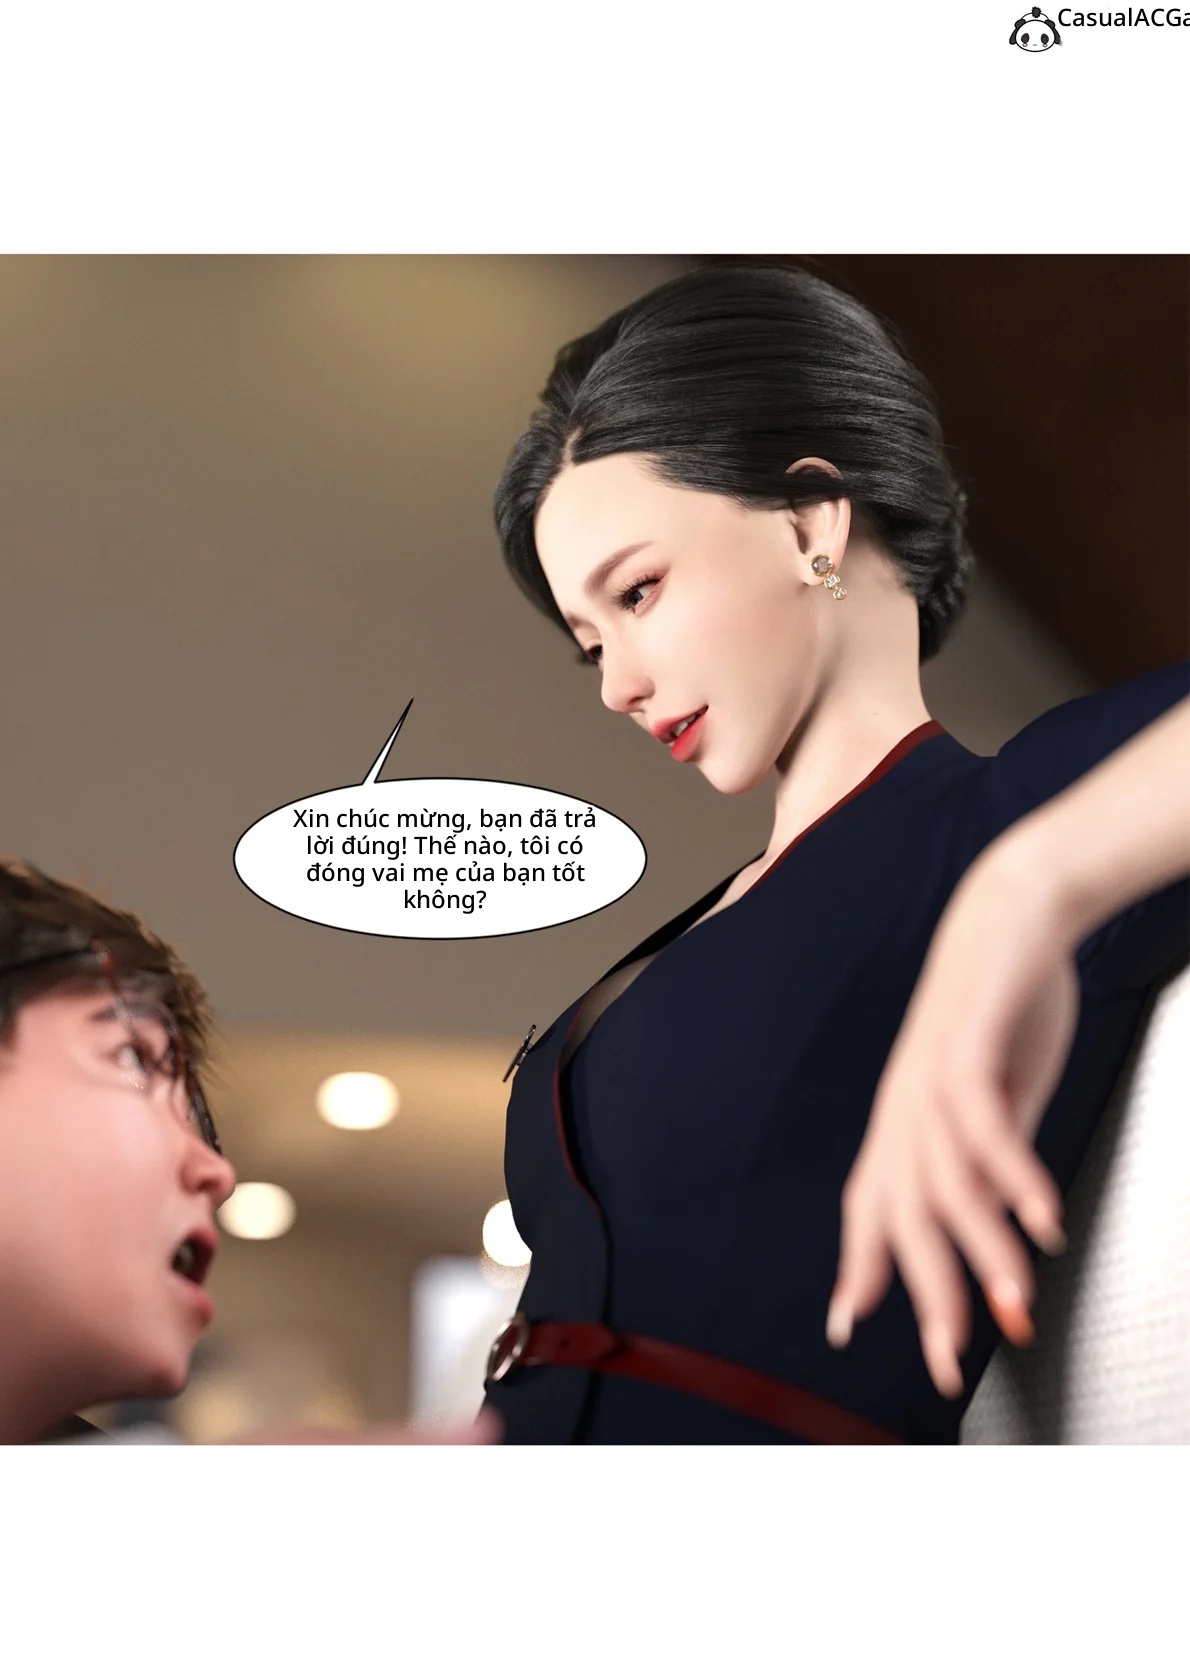 CasualACGa
Xin chúc mừng, bạn đã trả
lời đúng! Thế nào, tôi có
đóng vai mẹ của bạn tốt
không?